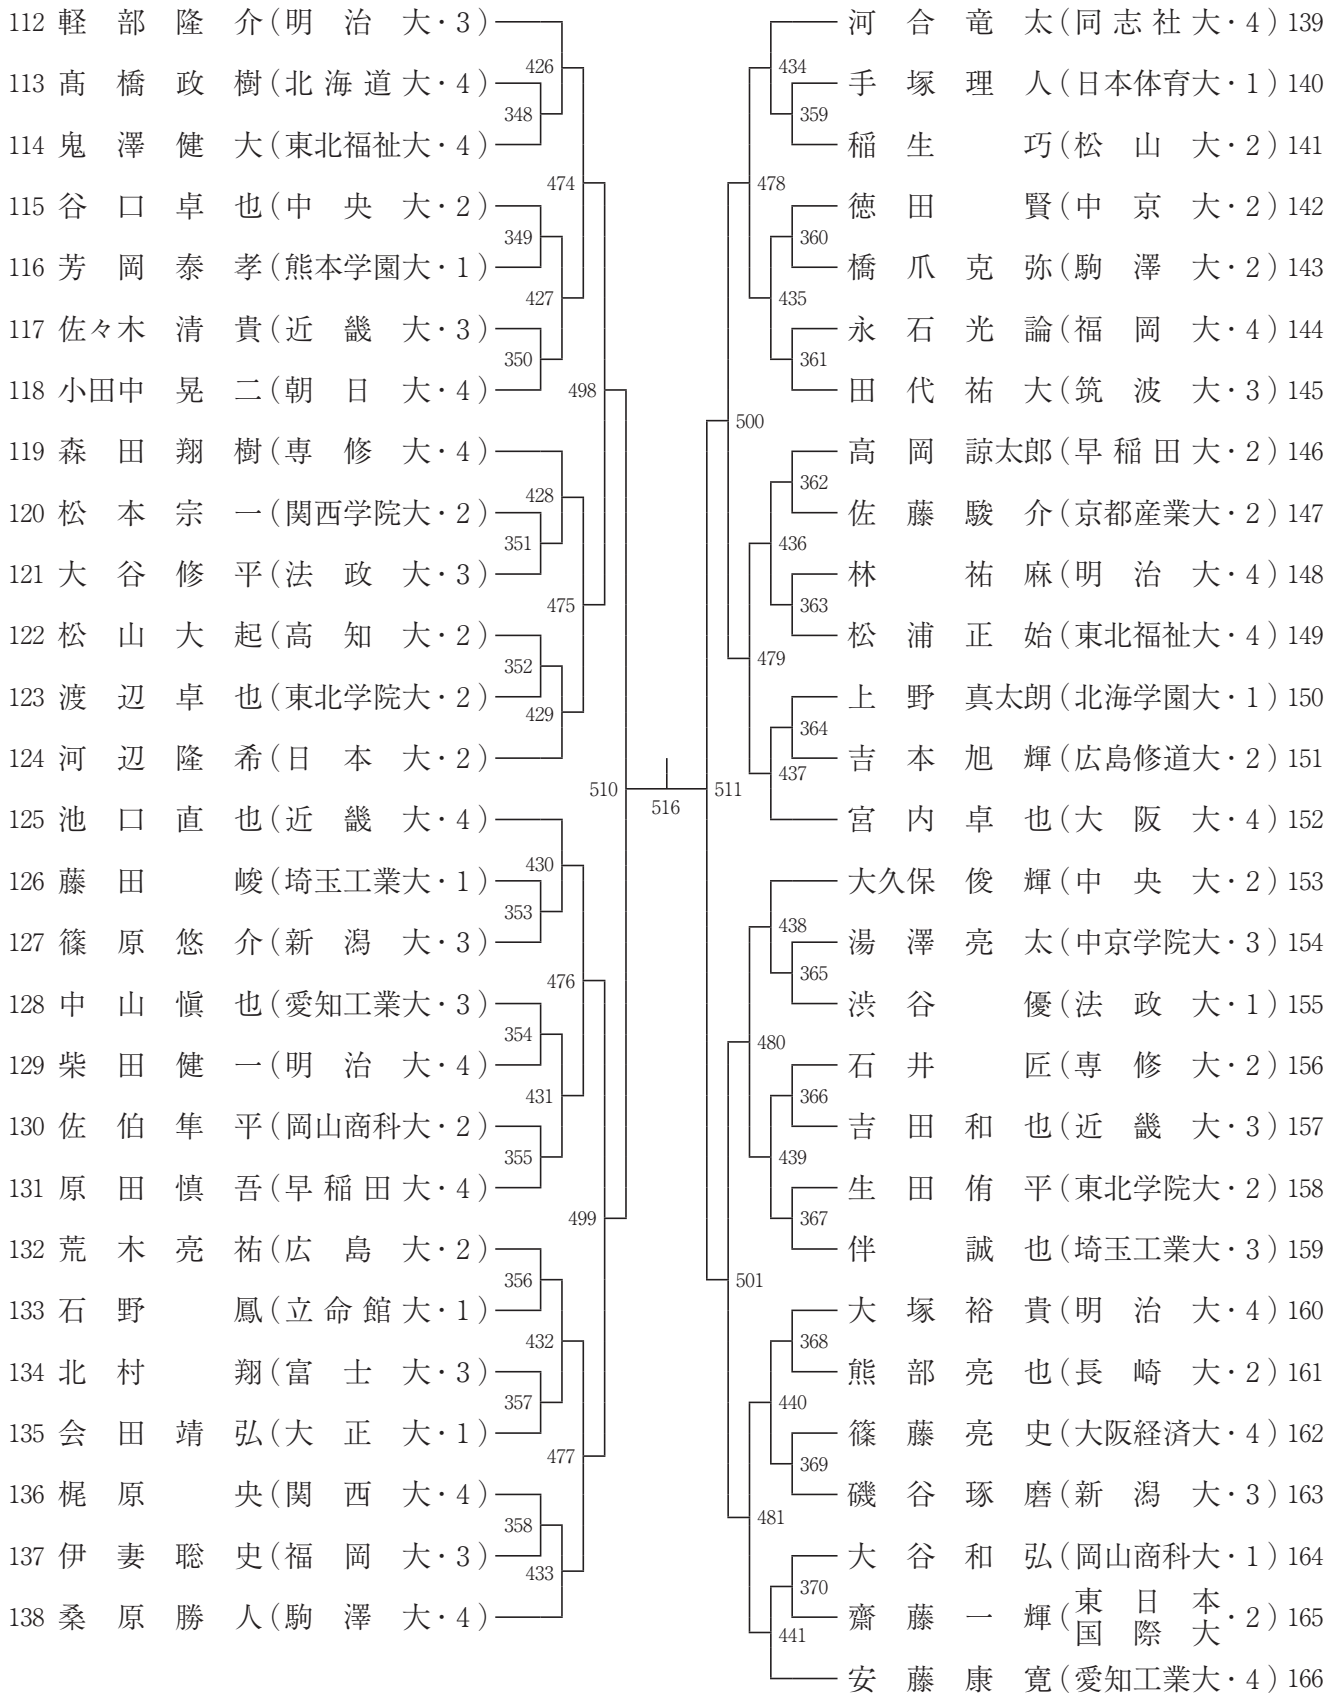 112 軽部隆介(明治大・3)
113 髙橋政樹(北海道大・4)
114 鬼澤健大(東北福祉大・4)
115 谷口卓也(中央大・2)
116 芳岡泰孝(熊本学園大・1)
117 佐々木清貴(近畿大・3)
118 小田中晃二(朝日大・4)
119 森田翔樹(専修大・4)
120 松本宗一(関西学院大・2)
121 大谷修平(法政大・3)
122 松山大起(高知大・2)
123 渡辺卓也(東北学院大・2)
124 河辺隆希(日本大・2)
125 池口直也(近畿大・4)
126 藤田峻(埼玉工業大・1)
127 篠原悠介(新潟大・3)
128 中山愼也(愛知工業大・3)
129 柴田健一(明治大・4)
130 佐伯隼平(岡山商科大・2)
131 原田慎吾(早稲田大・4)
132 荒木亮祐(広島大・2)
133 石野鳳(立命館大・1)
134 北村翔(富士大・3)
135 会田靖弘(大正大・1)
136 梶原央(関西大・4)
137 伊妻聡史(福岡大・3)
138 桑原勝人(駒澤大・4)
426
348
474
349
427
350
498
428
351
475
352
429
510
430
353
476
354
431
355
499
356
432
357
477
358
433
516
434
359
478
360
435
361
500
362
436
363
479
364
437
511
438
365
480
366
439
367
501
368
440
369
481
370
441
河合竜太(同志社大・4) 139
手塚理人(日本体育大・1) 140
稲生巧(松山大・2) 141
徳田賢(中京大・2) 142
橋爪克弥(駒澤大・2) 143
永石光論(福岡大・4) 144
田代祐大(筑波大・3) 145
高岡諒太郎(早稲田大・2) 146
佐藤駿介(京都産業大・2) 147
林祐麻(明治大・4) 148
松浦正始(東北福祉大・4) 149
上野真太朗(北海学園大・1) 150
吉本旭輝(広島修道大・2) 151
宮内卓也(大阪大・4) 152
大久保俊輝(中央大・2) 153
湯澤亮太(中京学院大・3) 154
渋谷優(法政大・1) 155
石井匠(専修大・2) 156
吉田和也(近畿大・3) 157
生田侑平(東北学院大・2) 158
伴誠也(埼玉工業大・3) 159
大塚裕貴(明治大・4) 160
熊部亮也(長崎大・2) 161
篠藤亮史(大阪経済大・4) 162
磯谷琢磨(新潟大・3) 163
大谷和弘(岡山商科大・1) 164
齋藤一輝(東日本国際大・2) 165
安藤康寛(愛知工業大・4) 166